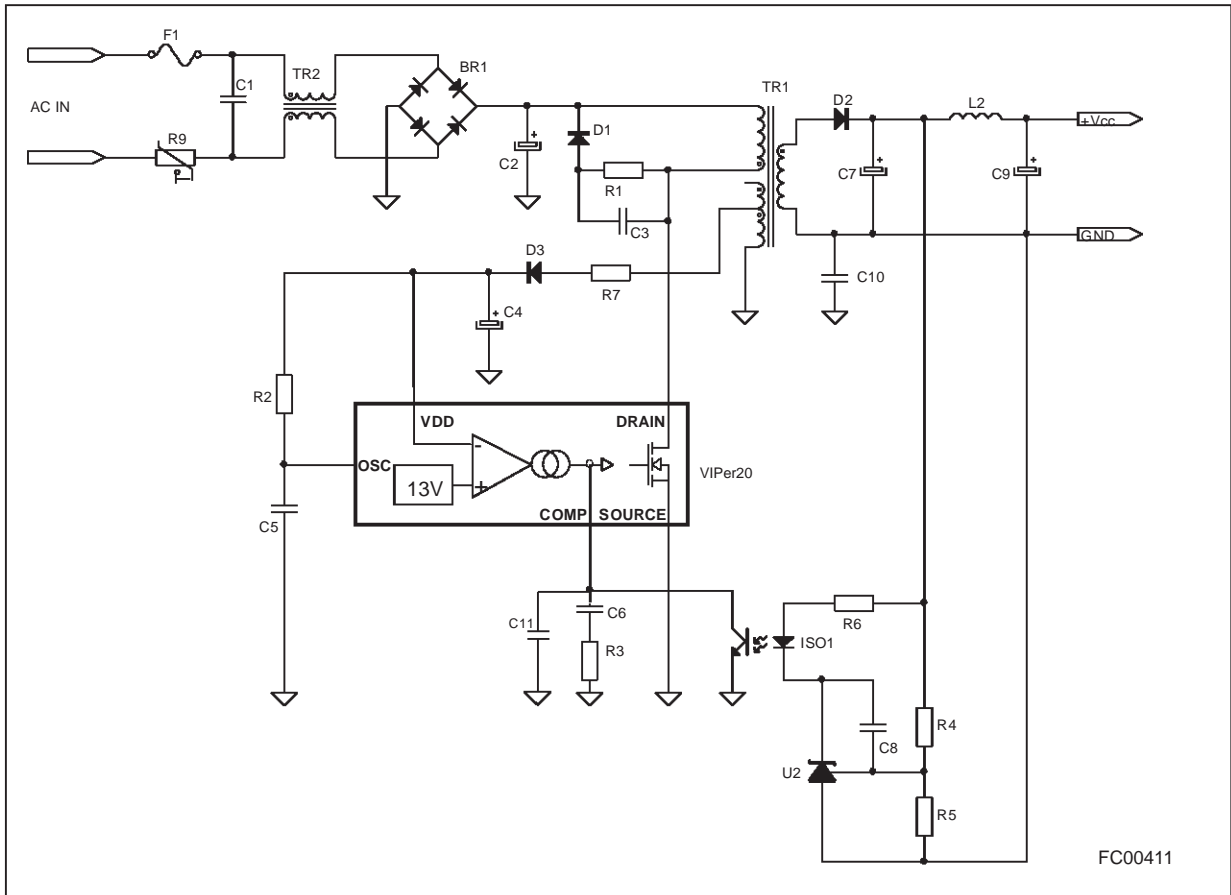 F1
TR2
BR1
C1
AC IN
R9
T°
C2
D1
R1
C3
TR1
D2
L2
+Vcc
+
C7
+
C9
+
GND
C10
D3
R7
C4
+
R2
VDD
DRAIN
OSC
-
13V
+
VIPer20
COMP
SOURCE
C5
C11
C6
R3
ISO1
R6
C8
R4
U2
R5
FC00411